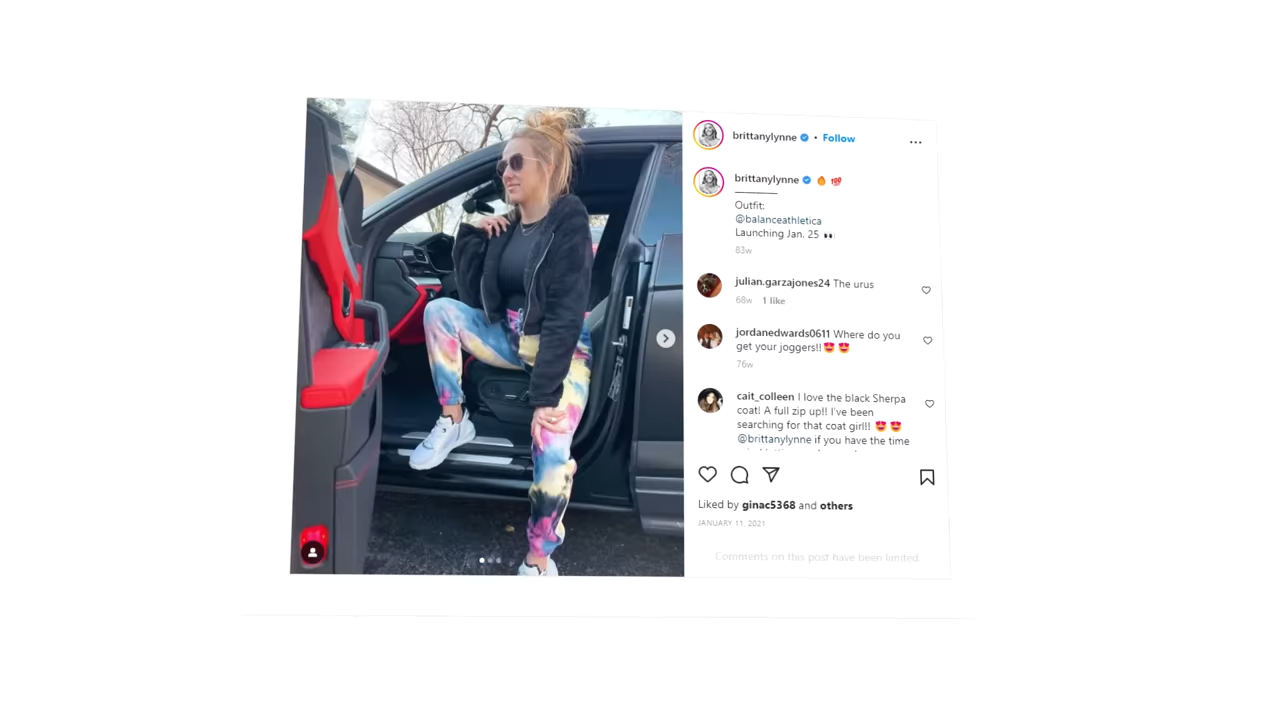 brittanylynne • Follow
brittanylynne 🔥 💯
Outfit:
@balanceathletica
Launching Jan. 25 👀
83w
julian.garzajones24 The urus
68w 1 like
jordanedwards0611 Where do you
get your joggers!!😍 😍
76w
cait_colleen I love the black Sherpa
coat! A full zip up!! I've been
searching for that coat girl!! 😍 😍
@brittanylynne if you have the time
Liked by ginac5368 and others
JANUARY 11, 2021
Comments on this post have been limited.